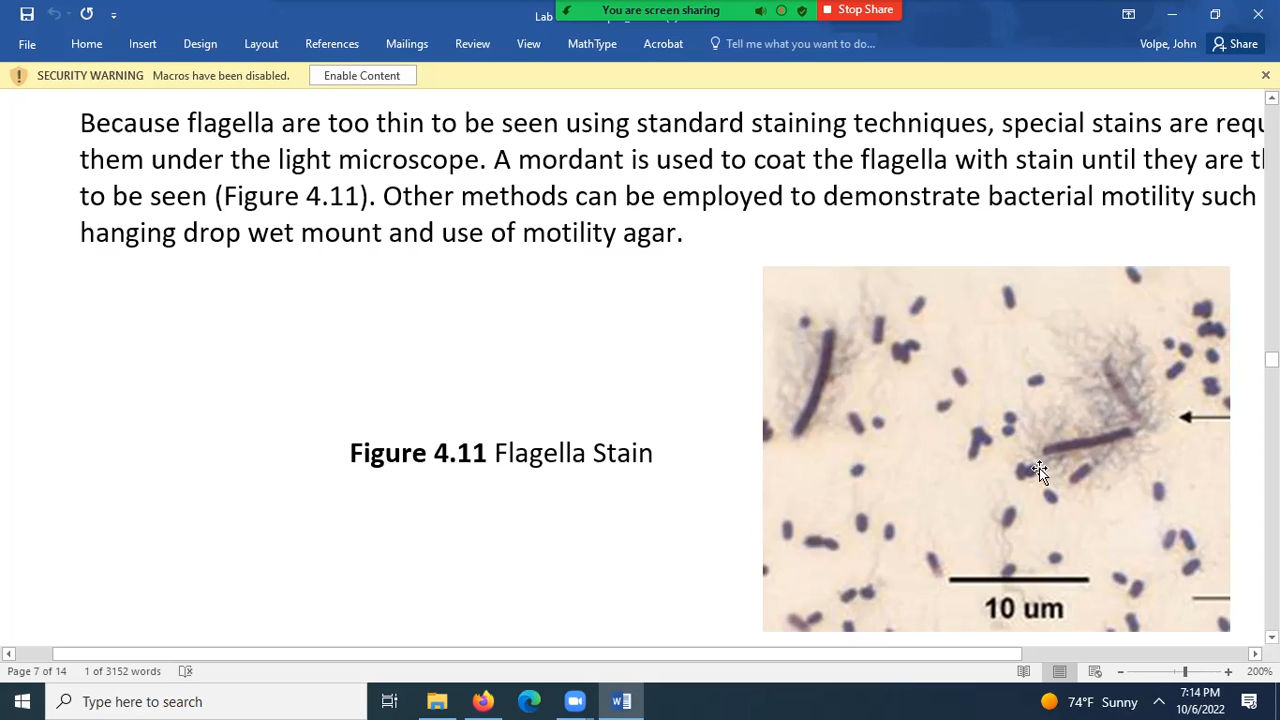 Lab
You are screen sharing
Stop Share
File Home Insert Design Layout References Mailings Review View MathType Acrobat Tell me what you want to do... Volpe, John Share
SECURITY WARNING Macros have been disabled. Enable Content
Because flagella are too thin to be seen using standard staining techniques, special stains are requ
them under the light microscope. A mordant is used to coat the flagella with stain until they are th
to be seen (Figure 4.11). Other methods can be employed to demonstrate bacterial motility such
hanging drop wet mount and use of motility agar.
Figure 4.11 Flagella Stain
10 um
Page 7 of 14 1 of 3152 words 200%
Type here to search 74°F Sunny 7:14 PM
10/6/2022